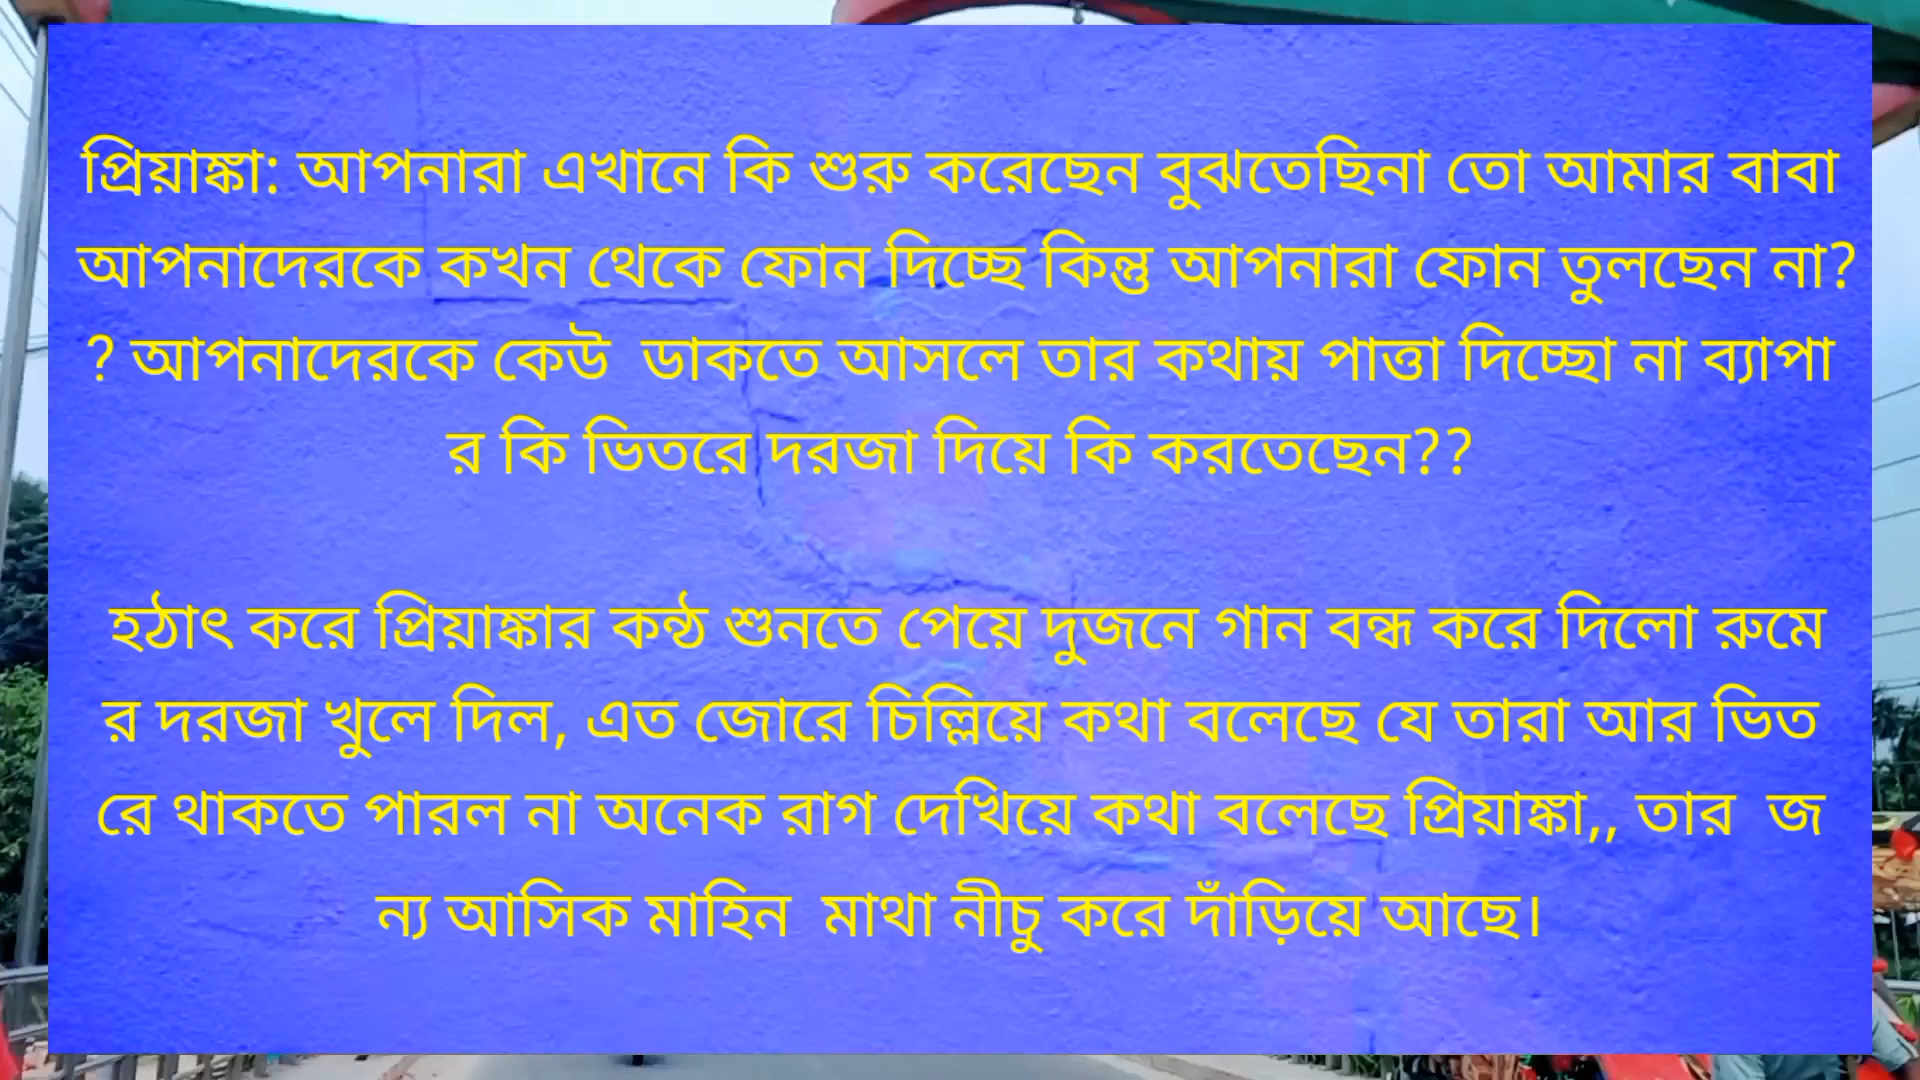 প্রিয়াঙ্কা: আপনারা এখানে কি শুরু করেছেন বুঝতেছিনা তো আমার বাবা
আপনাদেরকে কখন থেকে ফোন দিচ্ছে কিন্তু আপনারা ফোন তুলছেন না?
? আপনাদেরকে কেউ  ডাকতে আসলে তার কথায় পাত্তা দিচ্ছো না ব্যাপা
র কি ভিতরে দরজা দিয়ে কি করতেছেন??
হঠাৎ করে প্রিয়াঙ্কার কন্ঠ শুনতে পেয়ে দুজনে গান বন্ধ করে দিলো রুমে
র দরজা খুলে দিল, এত জোরে চিল্লিয়ে কথা বলেছে যে তারা আর ভিত
রে থাকতে পারল না অনেক রাগ দেখিয়ে কথা বলেছে প্রিয়াঙ্কা,, তার  জ
ন্য আসিক মাহিন  মাথা নীচু করে দাঁড়িয়ে আছে।